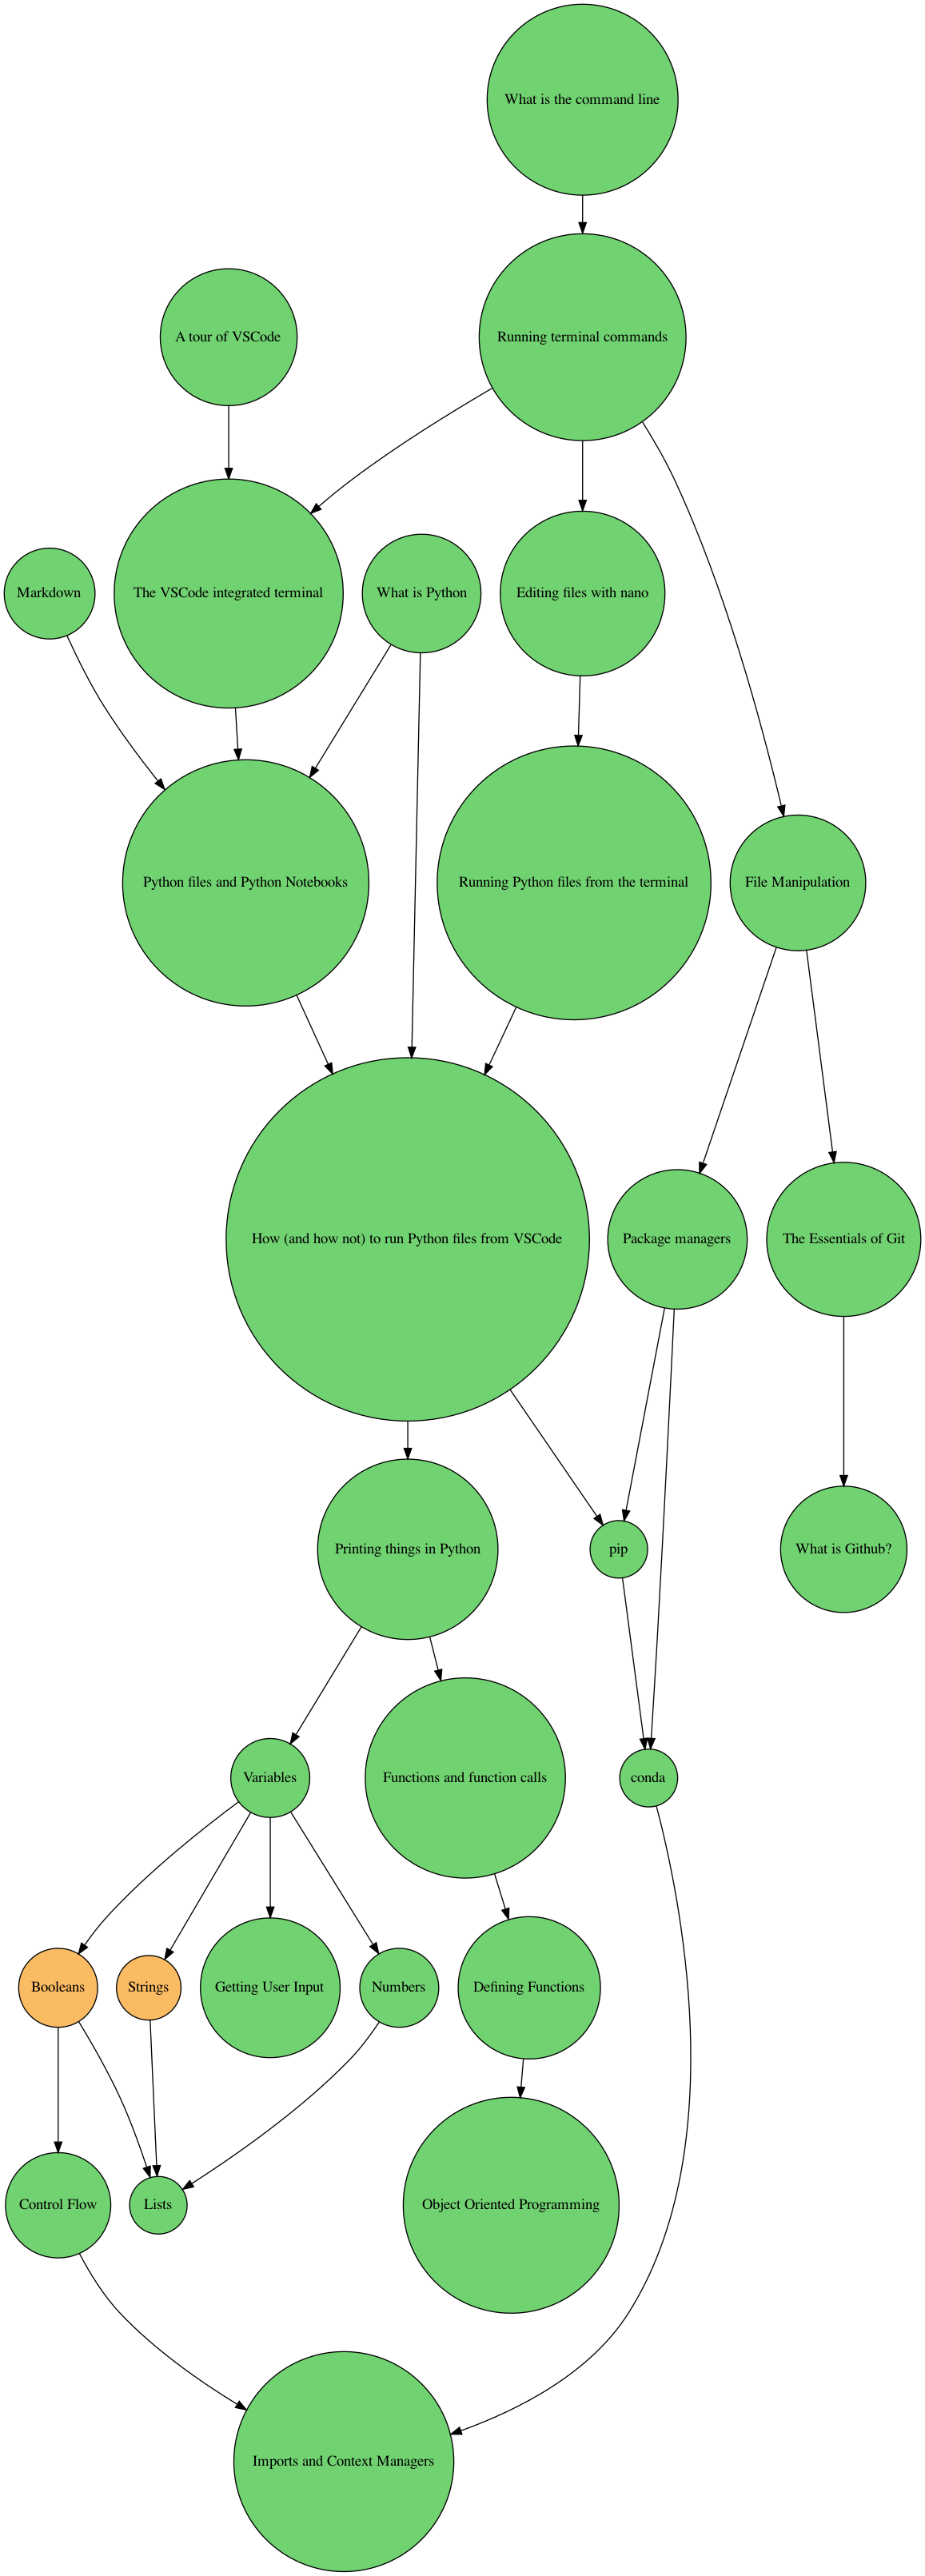 What is the command line
A tour of VSCode
Running terminal commands
Markdown
The VSCode integrated terminal
What is Python
Editing files with nano
Python files and Python Notebooks
Running Python files from the terminal
File Manipulation
How (and how not) to run Python files from VSCode
Package managers
The Essentials of Git
Printing things in Python
pip
What is Github?
Variables
Functions and function calls
conda
Booleans
Strings
Getting User Input
Numbers
Defining Functions
Control Flow
Lists
Object Oriented Programming
Imports and Context Managers